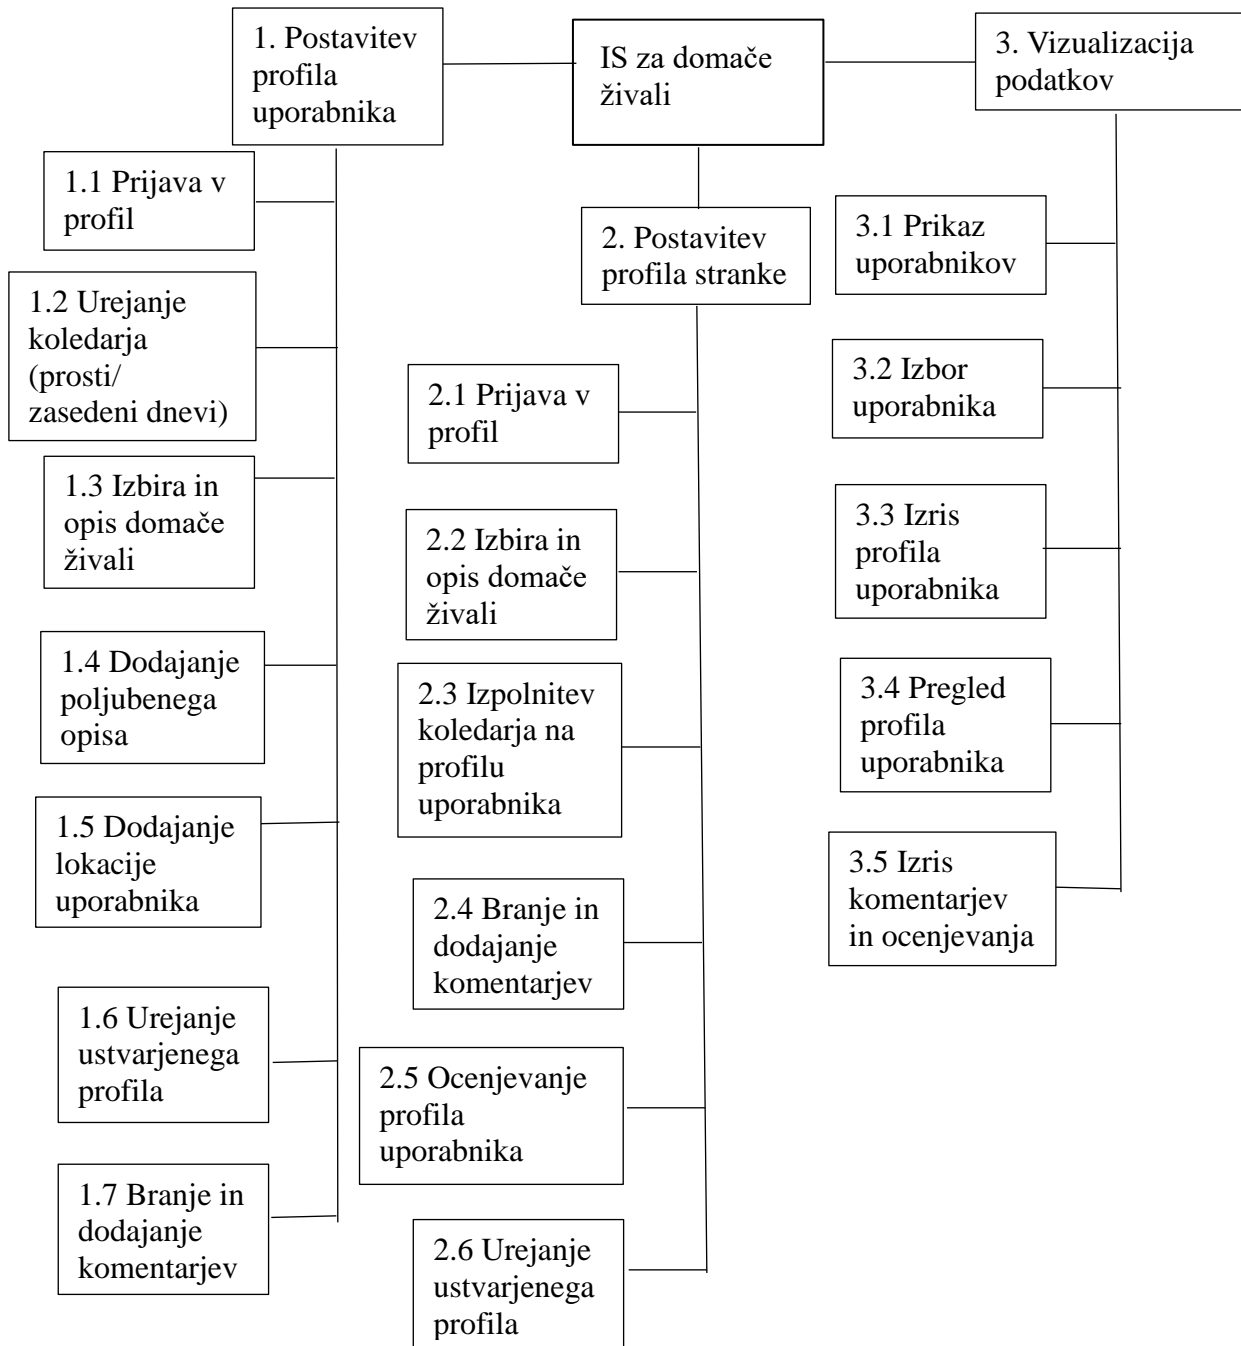 1. Postavitev
profila
uporabnika
IS za domače
živali
3. Vizualizacija
podatkov
1.1 Prijava v
profil
1.2 Urejanje
koledarja
(prosti/
zasedeni dnevi)
1.3 Izbira in
opis domače
živali
1.4 Dodajanje
poljubenega
opisa
1.5 Dodajanje
lokacije
uporabnika
1.6 Urejanje
ustvarjenega
profila
1.7 Branje in
dodajanje
komentarjev
2. Postavitev
profila stranke
2.1 Prijava v
profil
2.2 Izbira in
opis domače
živali
2.3 Izpolnitev
koledarja na
profilu
uporabnika
2.4 Branje in
dodajanje
komentarjev
2.5 Ocenjevanje
profila
uporabnika
2.6 Urejanje
ustvarjenega
profila
3.1 Prikaz
uporabnikov
3.2 Izbor
uporabnika
3.3 Izris
profila
uporabnika
3.4 Pregled
profila
uporabnika
3.5 Izris
komentarjev
in ocenjevanja